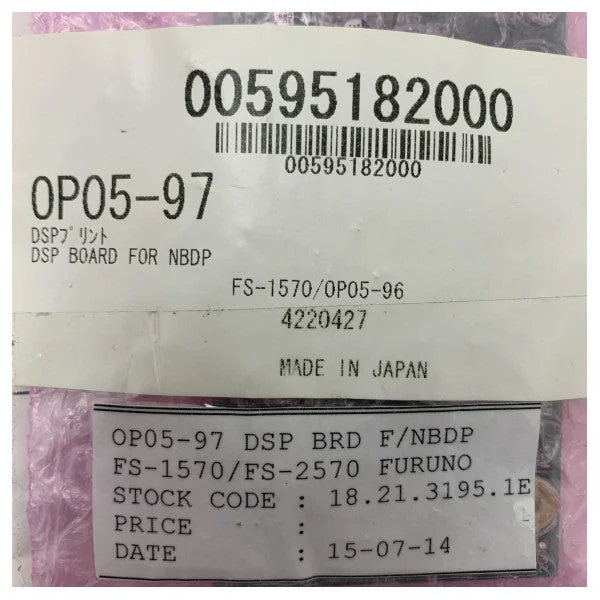 00595182000
00595182000
OP05-97
DSPプリント
DSP BOARD FOR NBDP
FS-1570/OP05-96
4220427
MADE IN JAPAN
OP05-97 DSP BRD F/NBDP
FS-1570/FS-2570 FURUNO
STOCK CODE : 18.21.3195.1E
PRICE :
DATE : 15-07-14